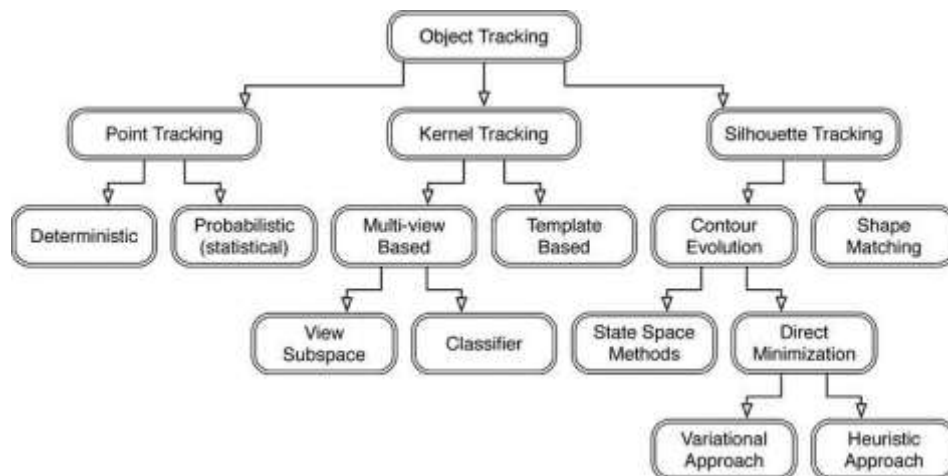 Object Tracking
Point Tracking
Kernel Tracking
Silhouette Tracking
Deterministic
Probabilistic
(statistical)
Multi-view
Based
Template
Based
Contour
Evolution
Shape
Matching
View
Subspace
Classifier
State Space
Methods
Direct
Minimization
Variational
Approach
Heuristic
Approach